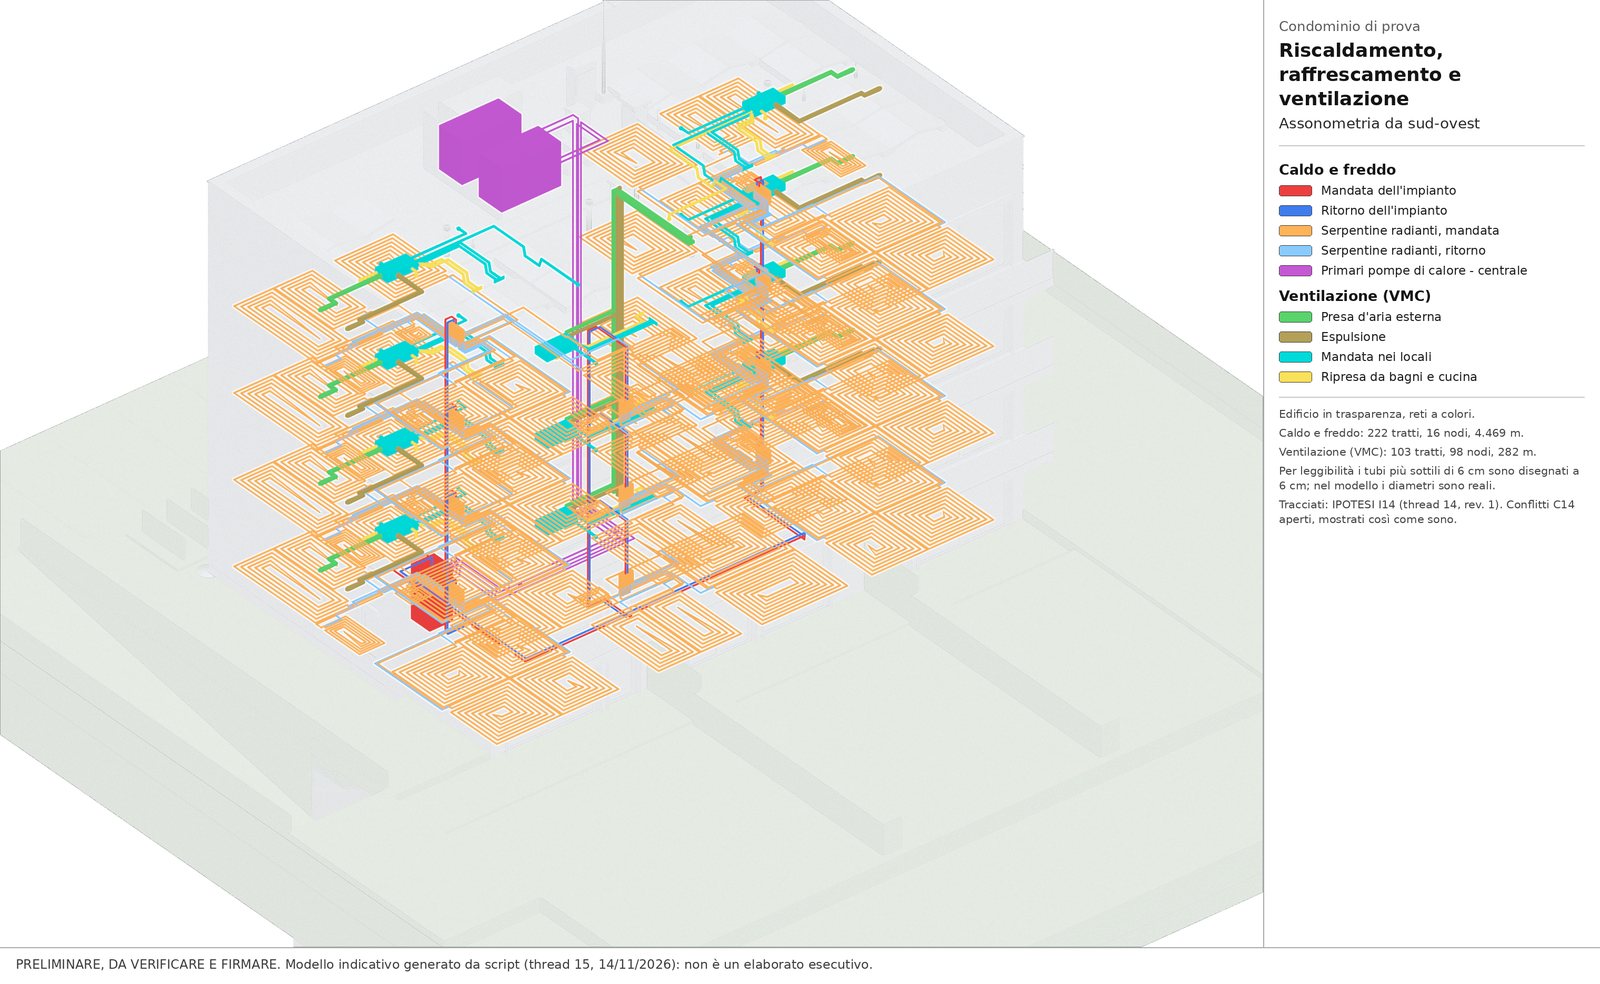 Condominio di prova
Riscaldamento,
raffrescamento e
ventilazione
Assonometria da sud-ovest
Caldo e freddo
Mandata dell'impianto
Ritorno dell'impianto
Serpentine radianti, mandata
Serpentine radianti, ritorno
Primari pompe di calore - centrale
Ventilazione (VMC)
Presa d'aria esterna
Espulsione
Mandata nei locali
Ripresa da bagni e cucina
Edificio in trasparenza, reti a colori.
Caldo e freddo: 222 tratti, 16 nodi, 4.469 m.
Ventilazione (VMC): 103 tratti, 98 nodi, 282 m.
Per leggibilità i tubi più sottili di 6 cm sono disegnati a
6 cm; nel modello i diametri sono reali.
Tracciati: IPOTESI I14 (thread 14, rev. 1). Conflitti C14
aperti, mostrati così come sono.
PRELIMINARE, DA VERIFICARE E FIRMARE. Modello indicativo generato da script (thread 15, 14/11/2026): non è un elaborato esecutivo.